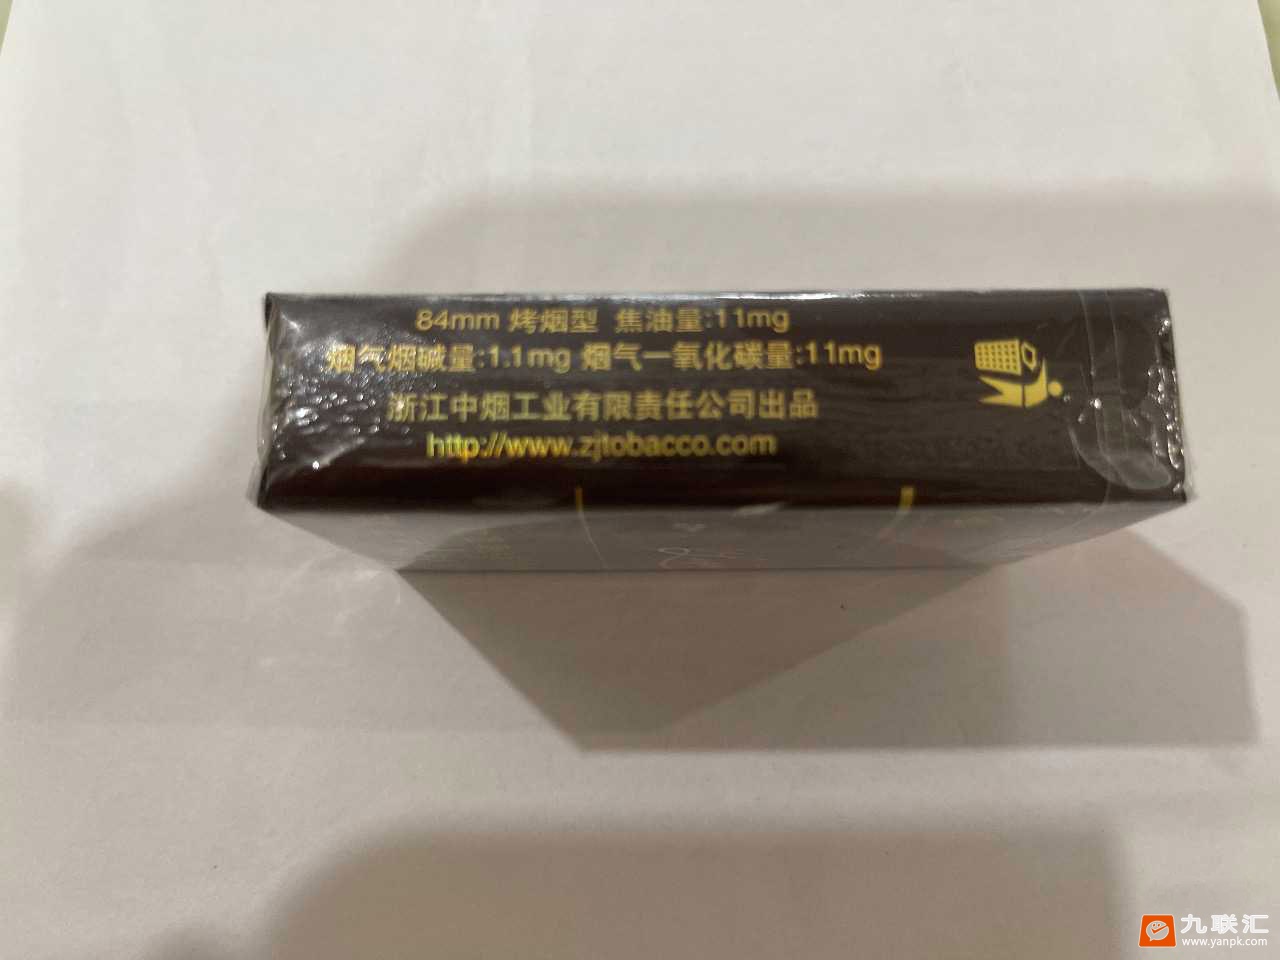 84mm 烤烟型 焦油量:11mg
烟气烟碱量:1.1mg 烟气一氧化碳量:11mg
浙江中烟工业有限责任公司出品
http://www.zjtobacco.com
九联汇
www.yanpk.com